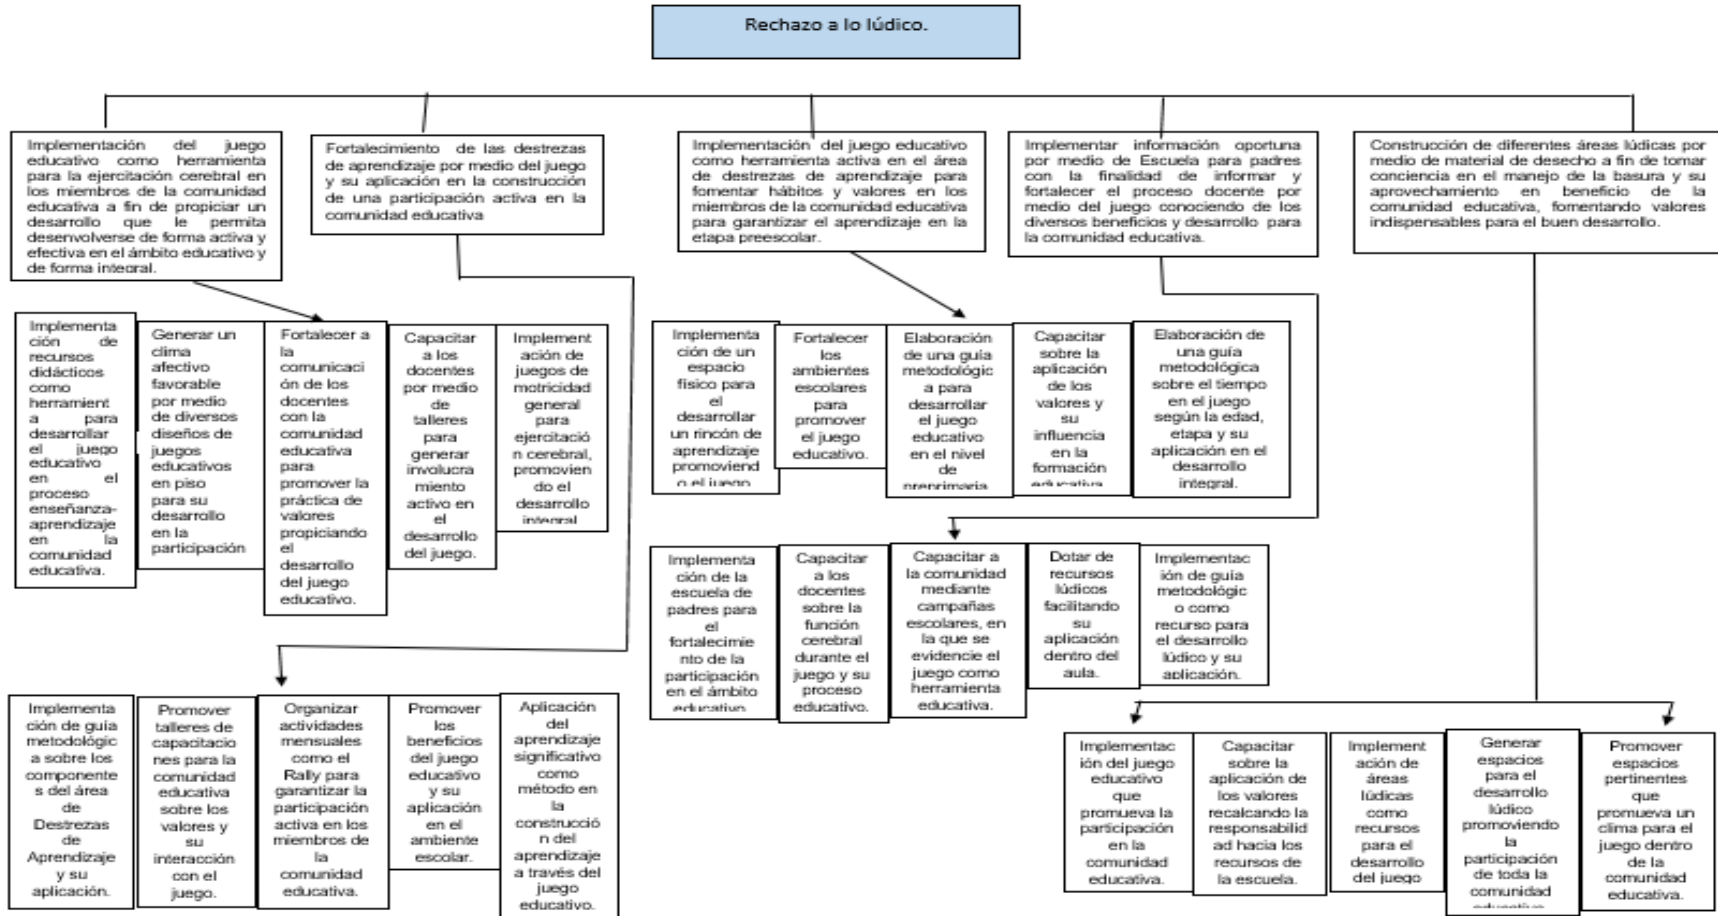 Rechazo a lo lúdico.
Implementación del juego
educativo como herramienta
para la ejercitación cerebral en
los miembros de la comunidad
educativa a fin de propiciar un
desarrollo que le permita
desenvolverse de forma activa y
efectiva en el ámbito educativo y
de forma integral.
Fortalecimiento de las destrezas
de aprendizaje por medio del juego
y su aplicación en la construcción
de una participación activa en la
comunidad educativa
Implementación del juego educativo
como herramienta activa en el área
de destrezas de aprendizaje para
fomentar hábitos y valores en los
miembros de la comunidad educativa
para garantizar el aprendizaje en la
etapa preescolar.
Implementar información oportuna
por medio de Escuela para padres
con la finalidad de informar y
fortalecer el proceso docente por
medio del juego conociendo de los
diversos beneficios y desarrollo para
la comunidad educativa.
Construcción de diferentes áreas lúdicas por
medio de material de desecho a fin de tomar
conciencia en el manejo de la basura y su
aprovechamiento en beneficio de la
comunidad educativa, fomentando valores
indispensables para el buen desarrollo.
Implementa
ción de
recursos
didácticos
como
herramient
a para
desarrollar
el juego
educativo
en el
proceso
enseñanza-
aprendizaje
en la
comunidad
educativa.
Generar un
clima
afectivo
favorable
por medio
de diversos
diseños de
juegos
educativos
en piso
para su
desarrollo
en la
participación
Fortalecer a
la
comunicaci
ón de los
docentes
con la
comunidad
educativa
para
promover la
práctica de
valores
propiciando
el
desarrollo
del juego
educativo.
Capacitar
a los
docentes
por medio
de
talleres
para
generar
involucra
miento
activo en
el
desarrollo
del juego.
Implement
ación de
juegos de
motricidad
general
para
ejercitació
n cerebral,
promovien
do el
desarrollo
integral
Implementa
ción de un
espacio
físico para
el
desarrollar
un rincón de
aprendizaje
promoviend
o el juego
Fortalecer
los
ambientes
escolares
para
promover
el juego
educativo.
Elaboración
de una guía
metodológic
a para
desarrollar
el juego
educativo
en el nivel
de
preprimaria
Capacitar
sobre la
aplicación
de los
valores y
su
influencia
en la
formación
educativa
Elaboración de
una guía
metodológica
sobre el tiempo
en el juego
según la edad,
etapa y su
aplicación en el
desarrollo
integral.
Implementa
ción de la
escuela de
padres para
el
fortalecimie
nto de la
participación
en el ámbito
educativo
Capacitar
a los
docentes
sobre la
función
cerebral
durante el
juego y su
proceso
educativo.
Capacitar a
la comunidad
mediante
campañas
escolares, en
la que se
evidencie el
juego como
herramienta
educativa.
Dotar de
recursos
lúdicos
facilitando
su
aplicación
dentro del
aula.
Implementac
ión de guía
metodológic
o como
recurso para
el desarrollo
lúdico y su
aplicación.
Implementa
ción de guía
metodológic
a sobre los
componente
s del área
de
Destrezas
de
Aprendizaje
y su
aplicación.
Promover
talleres de
capacitacio
nes para la
comunidad
educativa
sobre los
valores y
su
interacción
con el
juego.
Organizar
actividades
mensuales
como el
Rally para
garantizar la
participación
activa en los
miembros de
la
comunidad
educativa.
Promover
los
beneficios
del juego
educativo
y su
aplicación
en el
ambiente
escolar.
Aplicación
del
aprendizaje
significativo
como
método en
la
construcció
n del
aprendizaje
a través del
juego
educativo.
Implementac
ión del juego
educativo
que
promueva la
participación
en la
comunidad
educativa.
Capacitar
sobre la
aplicación de
los valores
recalcando la
responsabilid
ad hacia los
recursos de
la escuela.
Implement
ación de
áreas
lúdicas
como
recursos
para el
desarrollo
del juego
Generar
espacios
para el
desarrollo
lúdico
promoviendo
la
participación
de toda la
comunidad
educativa
Promover
espacios
pertinentes
que
promueva un
clima para el
juego dentro
de la
comunidad
educativa.